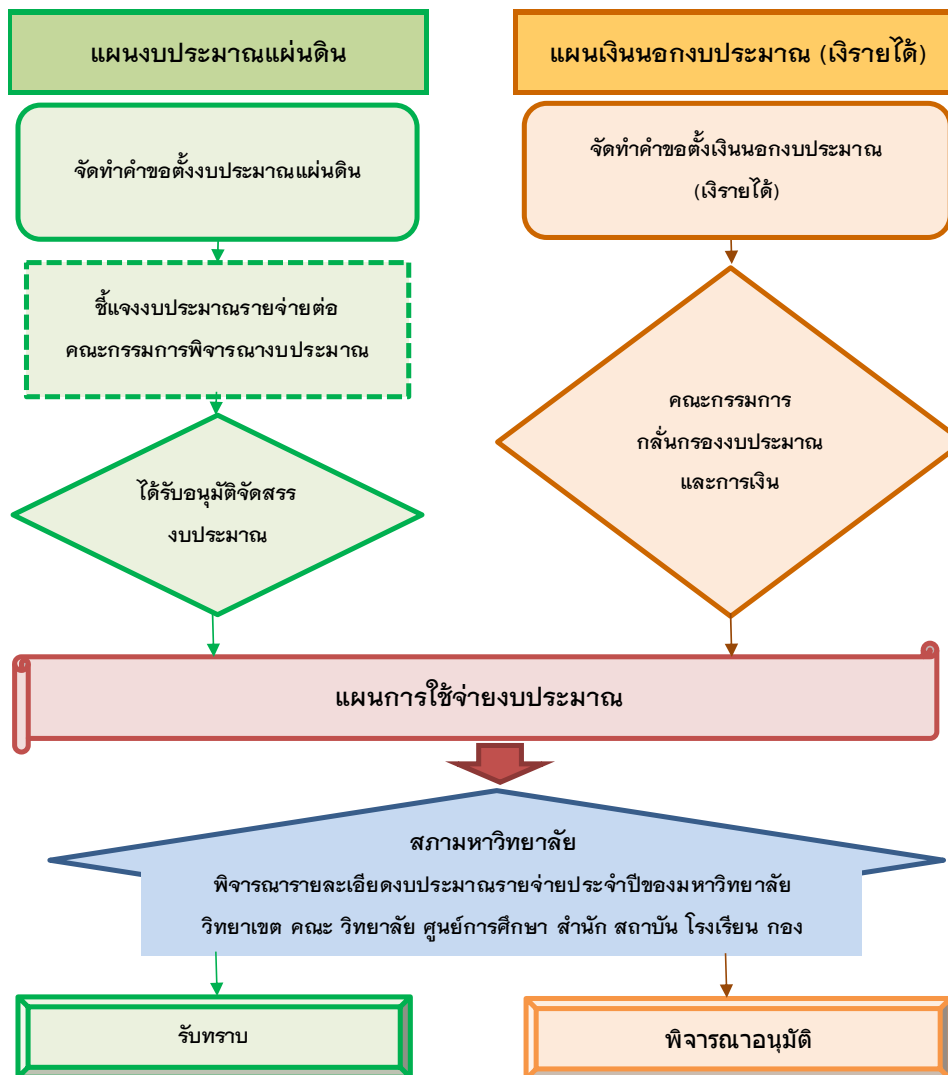 แผนงบประมาณแผ่นดิน
แผนเงินนอกงบประมาณ (เงิรายได้)
จัดทำคำขอตั้งงบประมาณแผ่นดิน
จัดทำคำขอตั้งเงินนอกงบประมาณ
(เงิรายได้)
ชี้แจงงบประมาณรายจ่ายต่อ
คณะกรรมการพิจารณางบประมาณ
คณะกรรมการ
กลั่นกรองงบประมาณ
และการเงิน
ได้รับอนุมัติจัดสรร
งบประมาณ
แผนการใช้จ่ายงบประมาณ
สภามหาวิทยาลัย
พิจารณารายละเอียดงบประมาณรายจ่ายประจำปีของมหาวิทยาลัย
วิทยาเขต คณะ วิทยาลัย ศูนย์การศึกษา สำนัก สถาบัน โรงเรียน กอง
รับทราบ
พิจารณาอนุมัติ